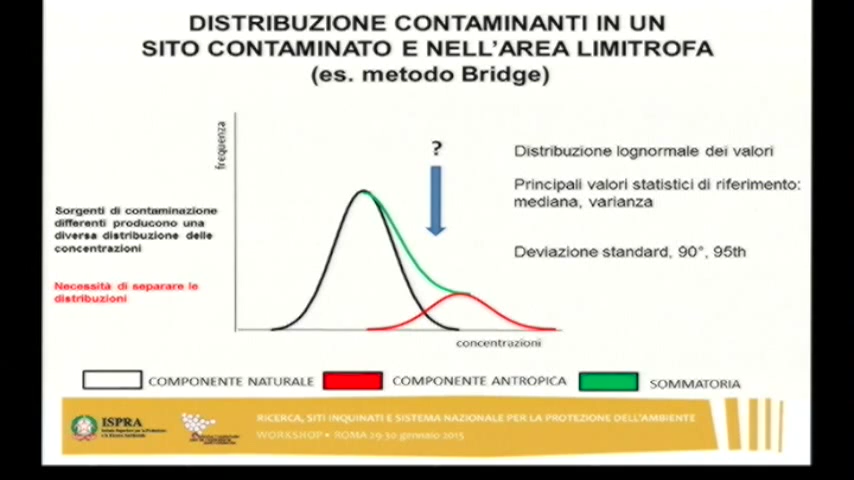 DISTRIBUZIONE CONTAMINANTI IN UN
SITO CONTAMINATO E NELL'AREA LIMITROFA
(es. metodo Bridge)
frequenza
?
Distribuzione lognormale dei valori
Principali valori statistici di riferimento:
mediana, varianza
Deviazione standard, 90°, 95th
Sorgenti di contaminazione
differenti producono una
diversa distribuzione delle
concentrazioni
Necessità di separare le
distribuzioni
concentrazioni
COMPONENTE NATURALE
COMPONENTE ANTROPICA
SOMMATORIA
ISPRA
RICERCA, SITI INQUINATI E SISTEMA NAZIONALE PER LA PROTEZIONE DELL'AMBIENTE
WORKSHOP • ROMA 29-30 gennaio 2015